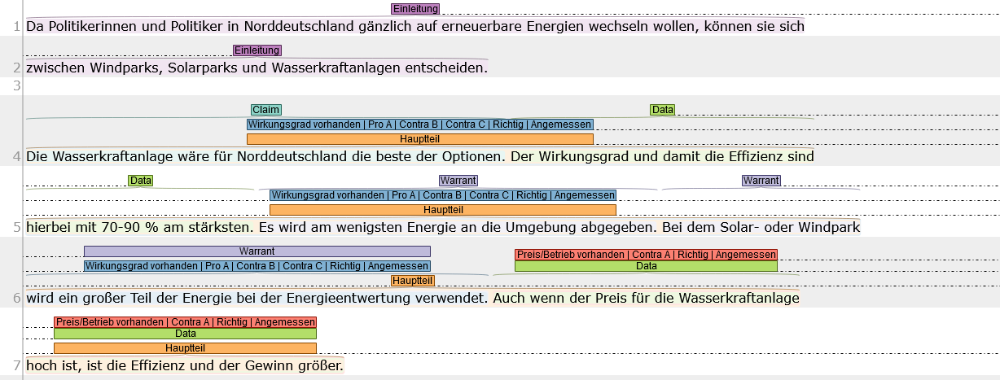 Einleitung
1 Da Politikerinnen und Politiker in Norddeutschland gänzlich auf erneuerbare Energien wechseln wollen, können sie sich
Einleitung
2 zwischen Windparks, Solarparks und Wasserkraftanlagen entscheiden.
3
Claim Data
Wirkungsgrad vorhanden | Pro A | Contra B | Contra C | Richtig | Angemessen
Hauptteil
4 Die Wasserkraftanlage wäre für Norddeutschland die beste der Optionen. Der Wirkungsgrad und damit die Effizienz sind
Data Warrant Warrant
Wirkungsgrad vorhanden | Pro A | Contra B | Contra C | Richtig | Angemessen
Hauptteil
5 hierbei mit 70-90 % am stärksten. Es wird am wenigsten Energie an die Umgebung abgegeben. Bei dem Solar- oder Windpark
Warrant Preis/Betrieb vorhanden | Contra A | Richtig | Angemessen
Wirkungsgrad vorhanden | Pro A | Contra B | Contra C | Richtig | Angemessen Data
Hauptteil
6 wird ein großer Teil der Energie bei der Energieentwertung verwendet. Auch wenn der Preis für die Wasserkraftanlage
Preis/Betrieb vorhanden | Contra A | Richtig | Angemessen
Data
Hauptteil
7 hoch ist, ist die Effizienz und der Gewinn größer.